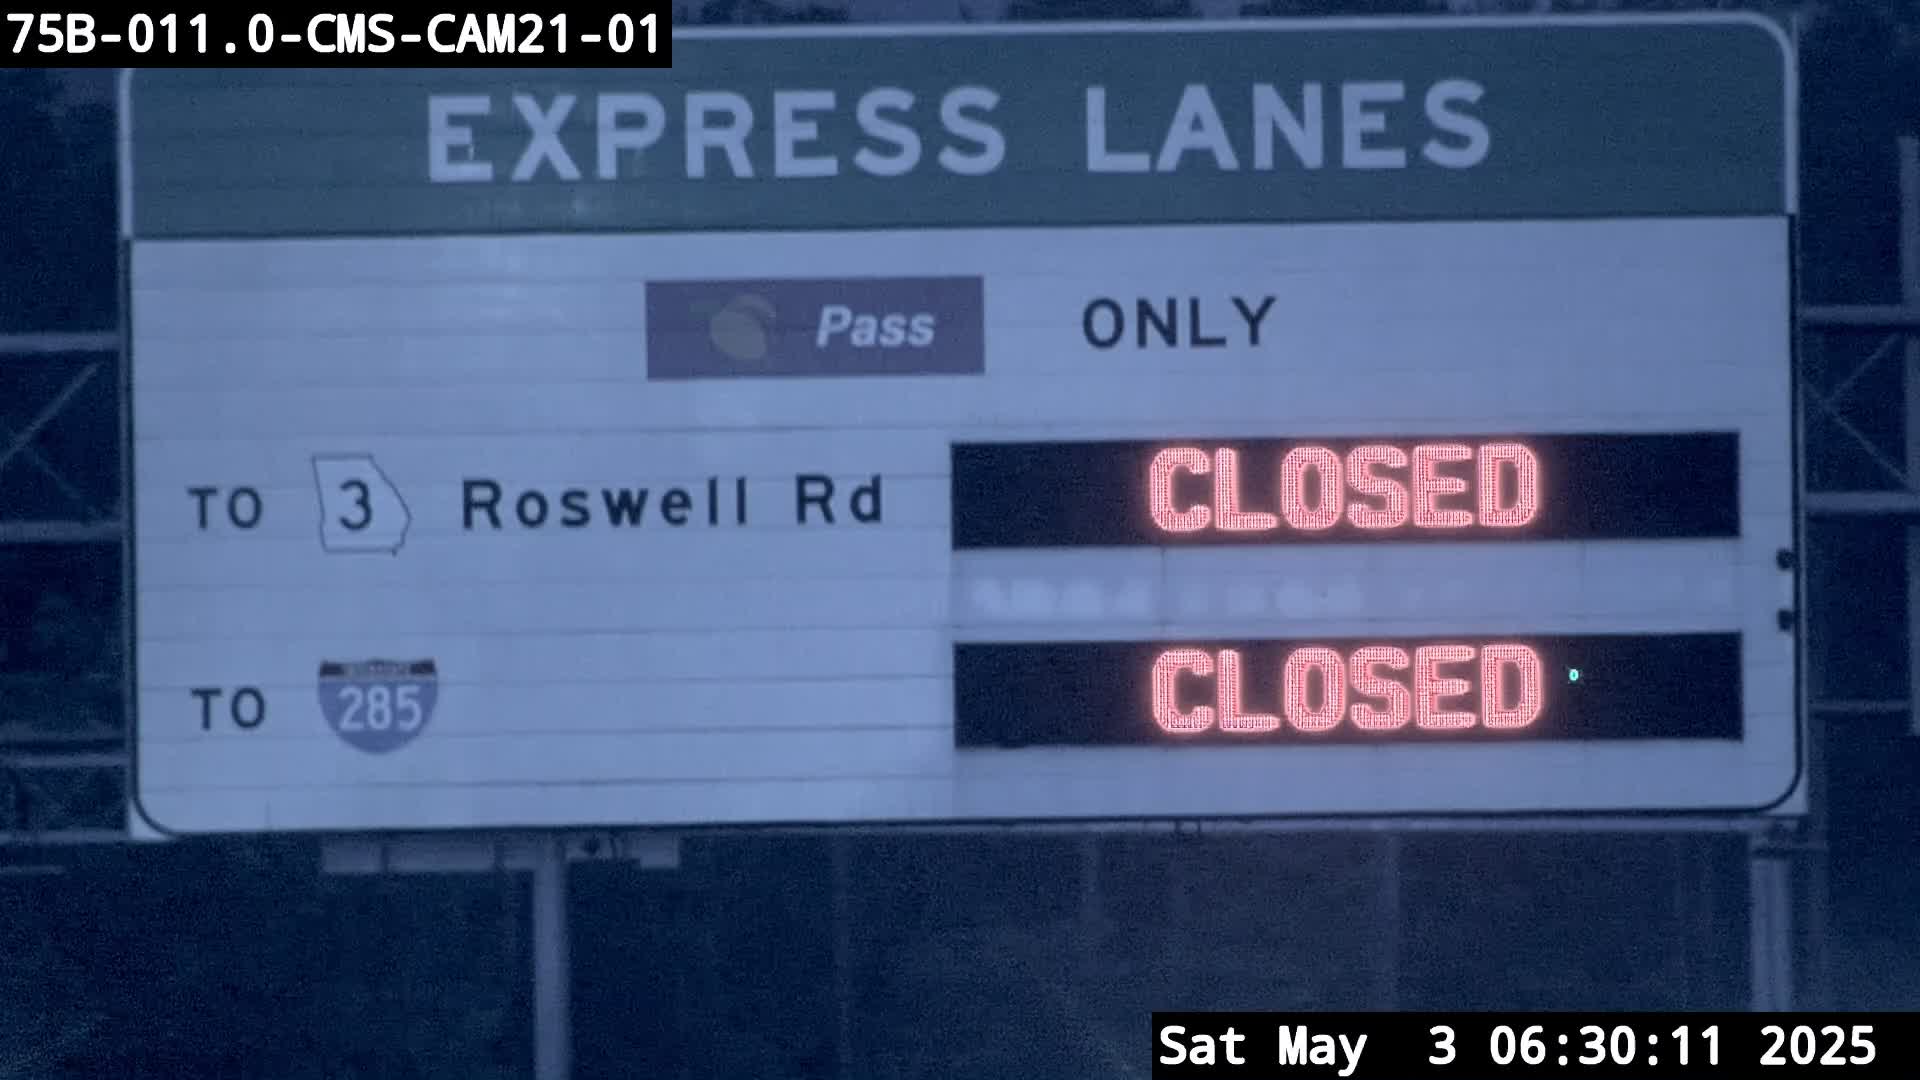 75B-011.0-CMS-CAM21-01
EXPRESS LANES
Pass ONLY
TO 3 Roswell Rd CLOSED
TO 285 CLOSED
Sat May 3 06:30:11 2025